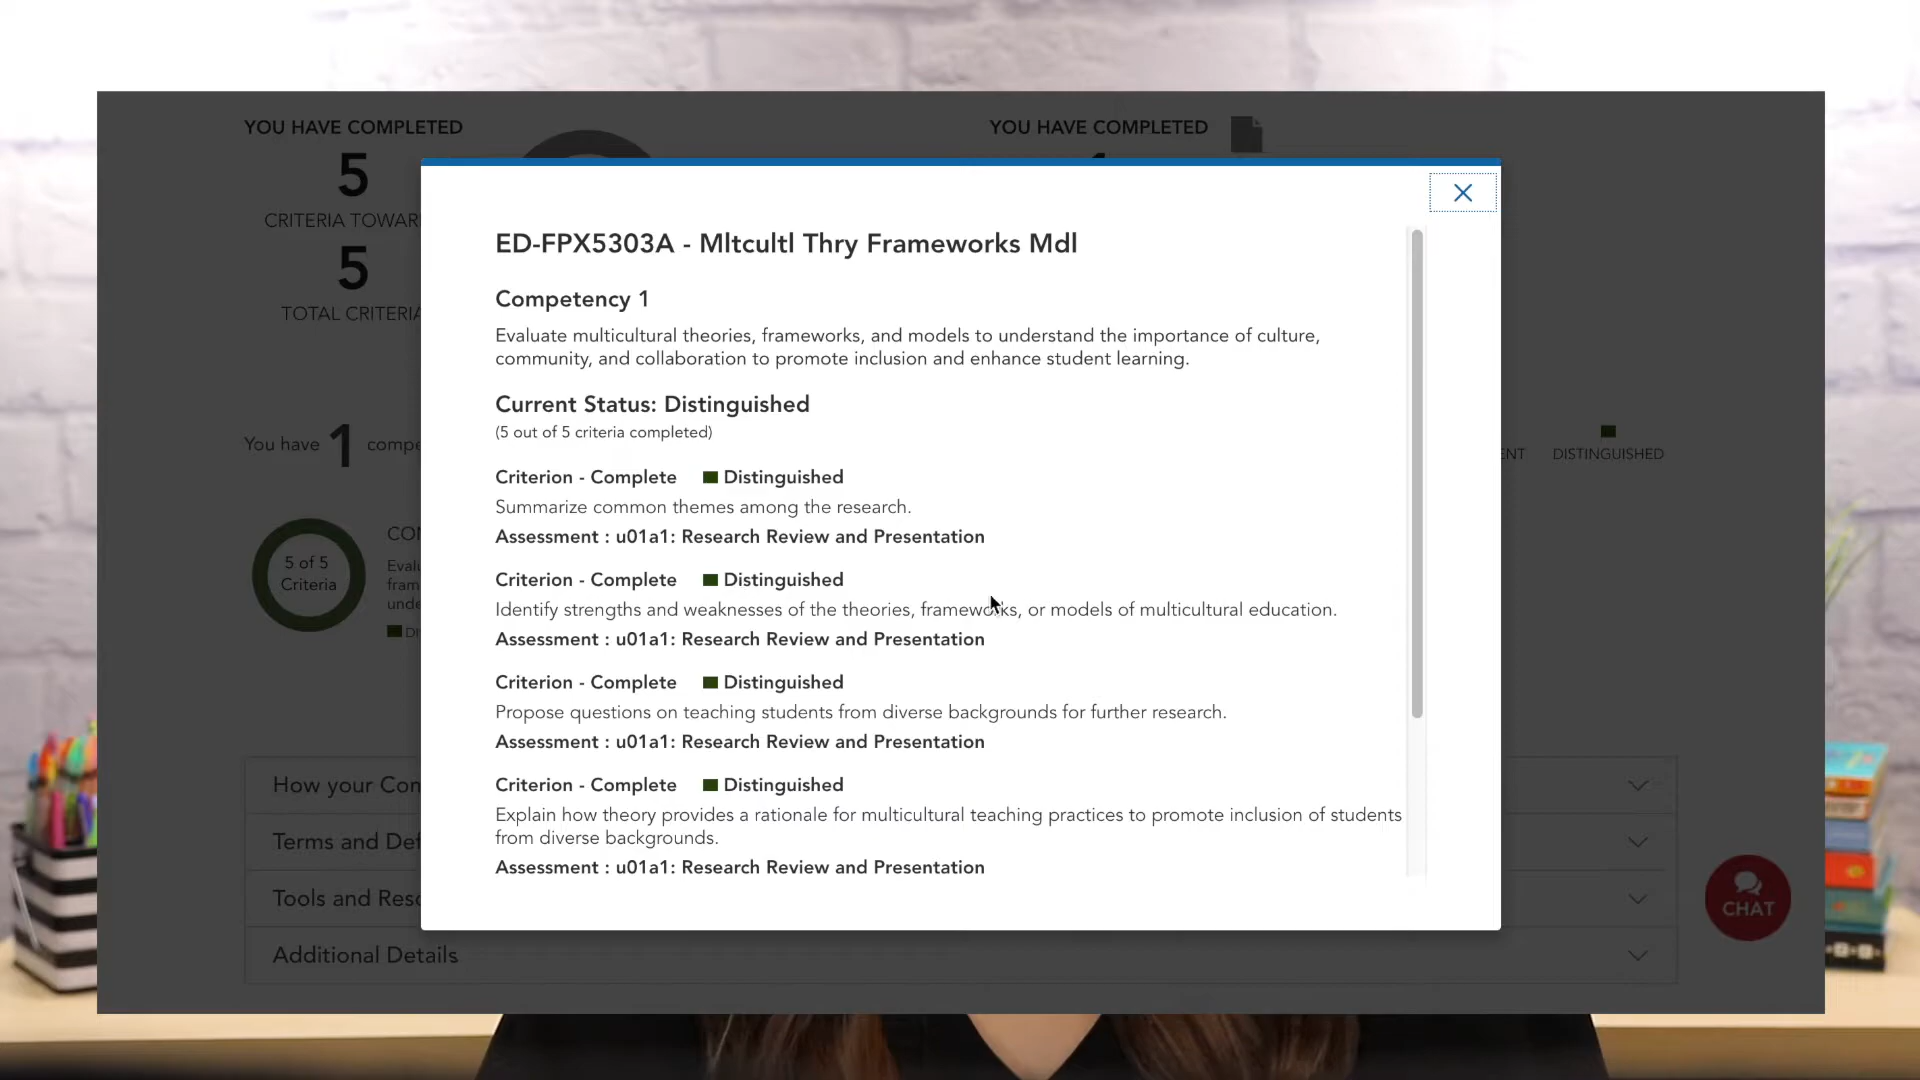 YOU HAVE COMPLETED
5
CRITERIA TOWAR
5
TOTAL CRITERIA
YOU HAVE COMPLETED
You have 1 compe
DISTINGUISHED
5 of 5
Criteria
ED-FPX5303A - Mltcultl Thry Frameworks Mdl
Competency 1
Evaluate multicultural theories, frameworks, and models to understand the importance of culture,
community, and collaboration to promote inclusion and enhance student learning.
Current Status: Distinguished
(5 out of 5 criteria completed)
Criterion - Complete Distinguished
Summarize common themes among the research.
Assessment : u01a1: Research Review and Presentation
Criterion - Complete Distinguished
Identify strengths and weaknesses of the theories, frameworks, or models of multicultural education.
Assessment : u01a1: Research Review and Presentation
Criterion - Complete Distinguished
Propose questions on teaching students from diverse backgrounds for further research.
Assessment : u01a1: Research Review and Presentation
Criterion - Complete Distinguished
Explain how theory provides a rationale for multicultural teaching practices to promote inclusion of students
from diverse backgrounds.
Assessment : u01a1: Research Review and Presentation
How your Con
Terms and Def
Tools and Reso
Additional Details
CHAT